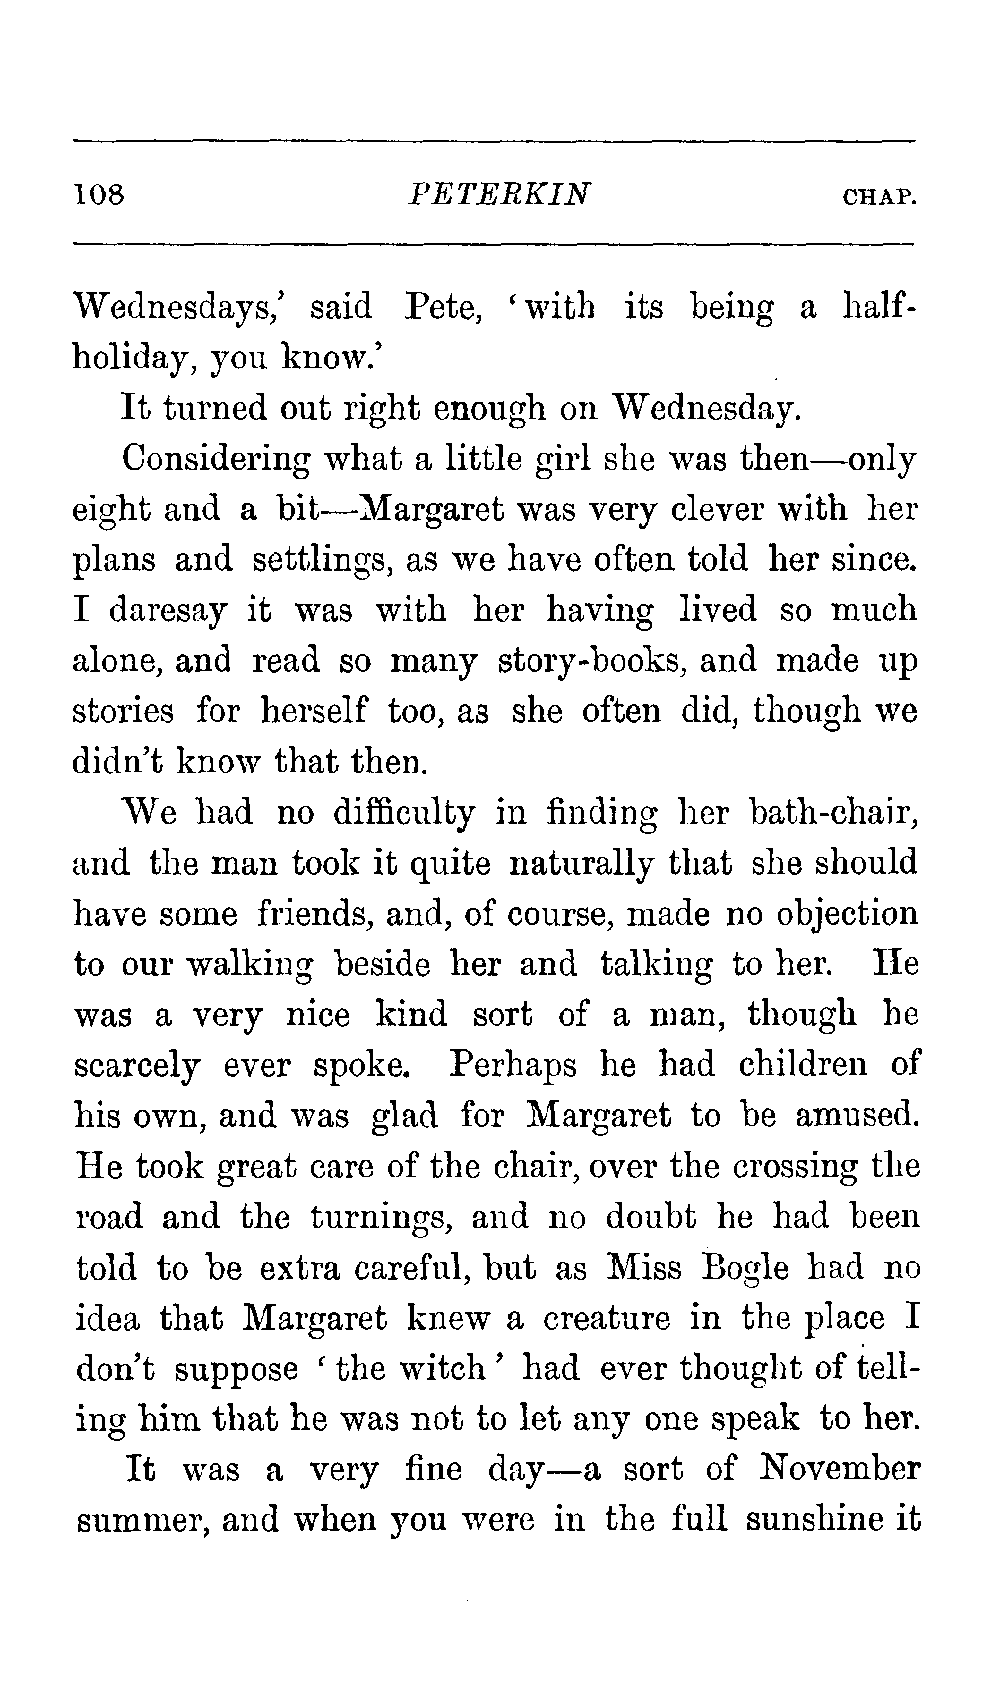 108 PETERKIN CHAP.
Wednesdays,’ said Pete, ‘with its being a half-
holiday, you know.’
It turned out right enough on Wednesday.
Considering what a little girl she was then—only
eight and a bit—Margaret was very clever with her
plans and settlings, as we have often told her since.
I daresay it was with her having lived so much
alone, and read so many story-books, and made up
stories for herself too, as she often did, though we
didn’t know that then.
We had no difficulty in finding her bath-chair,
and the man took it quite naturally that she should
have some friends, and, of course, made no objection
to our walking beside her and talking to her. He
was a very nice kind sort of a man, though he
scarcely ever spoke. Perhaps he had children of
his own, and was glad for Margaret to be amused.
He took great care of the chair, over the crossing the
road and the turnings, and no doubt he had been
told to be extra careful, but as Miss Bogle had no
idea that Margaret knew a creature in the place I
don’t suppose ‘the witch’ had ever thought of tell-
ing him that he was not to let any one speak to her.
It was a very fine day—a sort of November
summer, and when you were in the full sunshine it